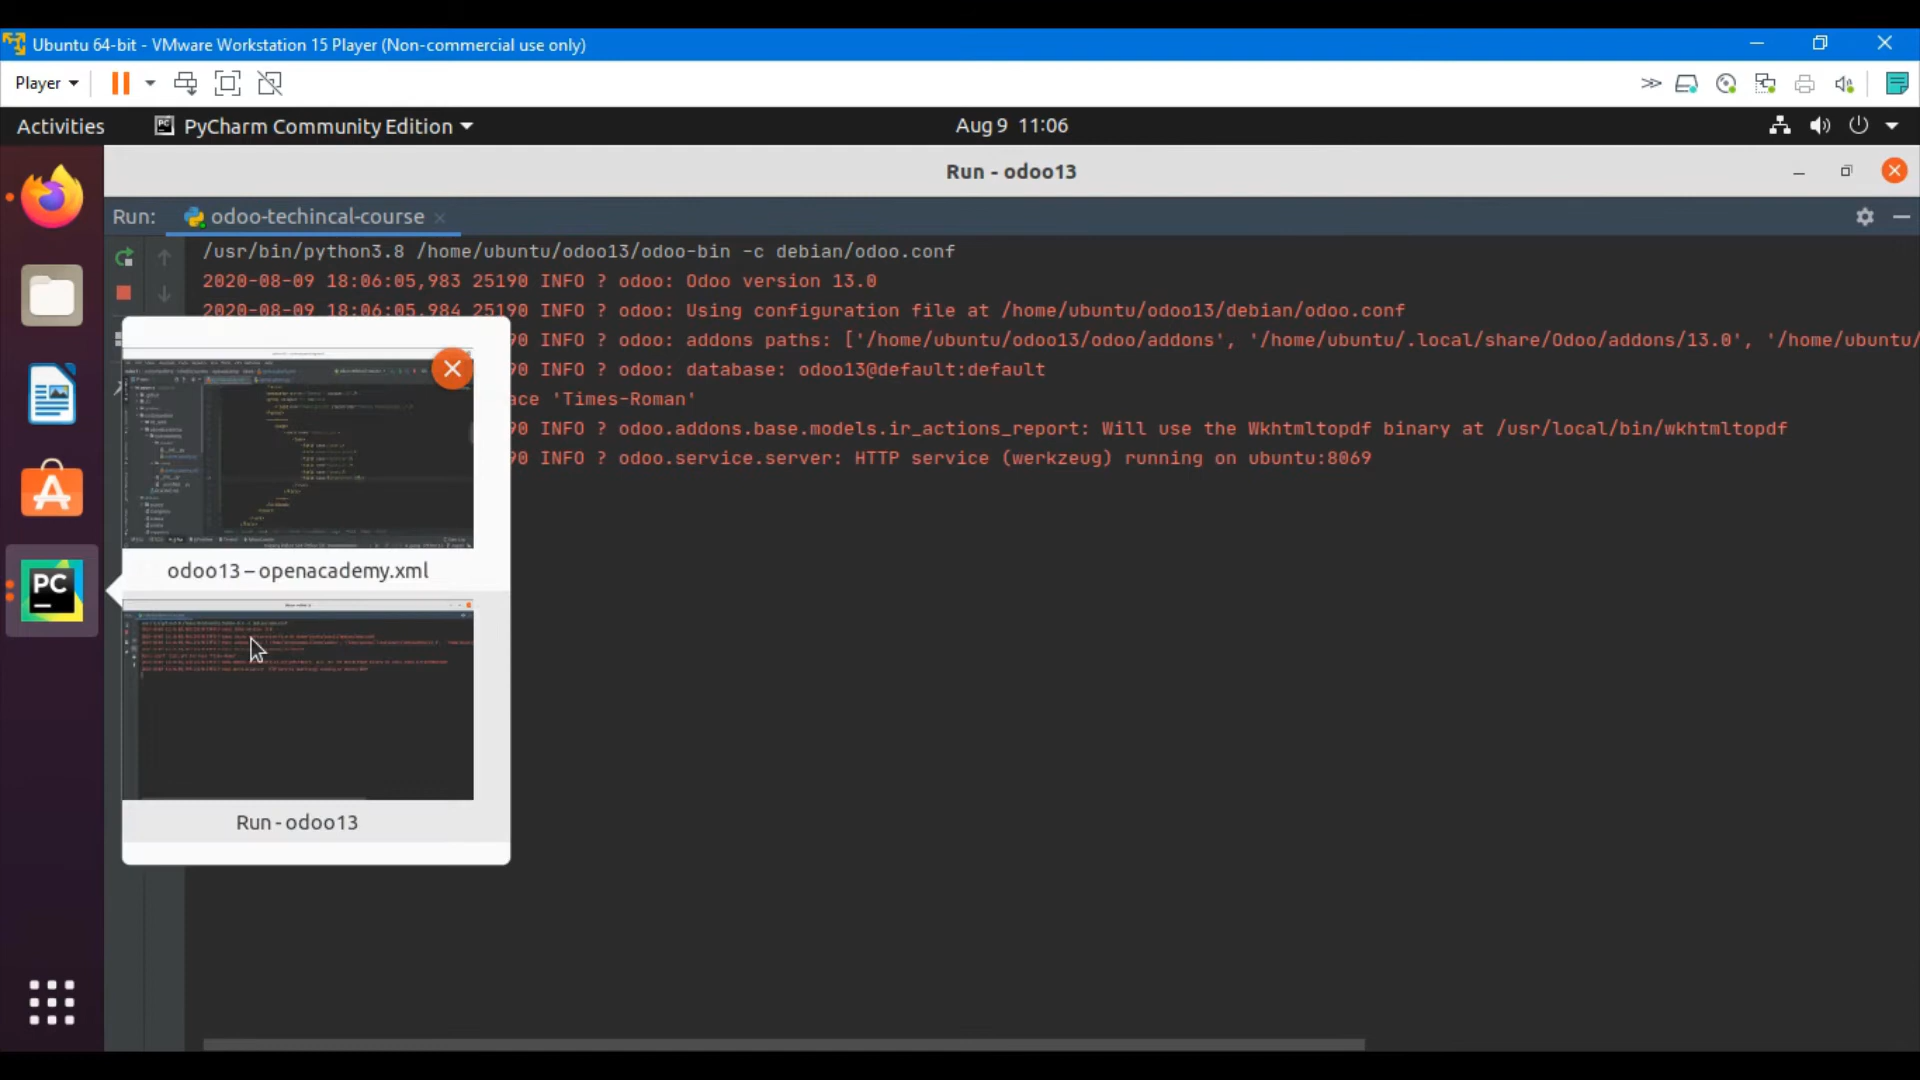 Ubuntu 64-bit - VMware Workstation 15 Player (Non-commercial use only)
Player
Activities
PyCharm Community Edition
Aug 9 11:06
Run - odoo13
Run:
odoo-techincal-course
/usr/bin/python3.8 /home/ubuntu/odoo13/odoo-bin -c debian/odoo.conf
2020-08-09 18:06:05,983 25190 INFO ? odoo: Odoo version 13.0
2020-08-09 18:06:05,984 25190 INFO ? odoo: Using configuration file at /home/ubuntu/odoo13/debian/odoo.conf
90 INFO ? odoo: addons paths: ['/home/ubuntu/odoo13/odoo/addons', '/home/ubuntu/.local/share/Odoo/addons/13.0', '/home/ubuntu/
90 INFO ? odoo: database: odoo13@default:default
ace 'Times-Roman'
90 INFO ? odoo.addons.base.models.ir_actions_report: Will use the Wkhtmltopdf binary at /usr/local/bin/wkhtmltopdf
90 INFO ? odoo.service.server: HTTP service (werkzeug) running on ubuntu:8069
odoo13 – openacademy.xml
PC
Run - odoo13